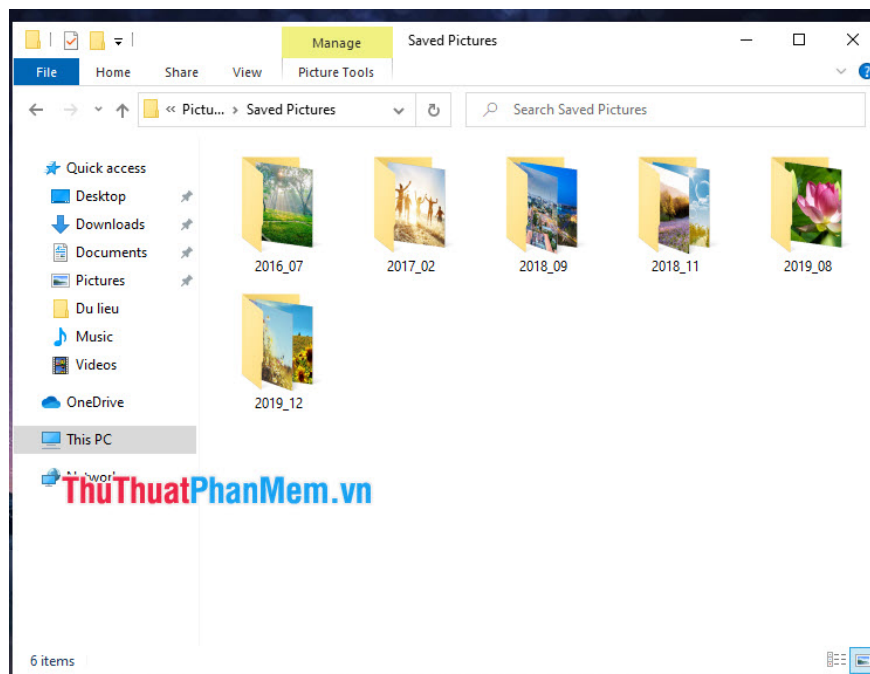 Manage
Saved Pictures
File
Home
Share
View
Picture Tools
« Pictu... › Saved Pictures
Search Saved Pictures
Quick access
Desktop
Downloads
Documents
Pictures
Du lieu
Music
Videos
OneDrive
This PC
Network
ThuThuatPhanMem.vn
2016_07
2017_02
2018_09
2018_11
2019_08
2019_12
6 items